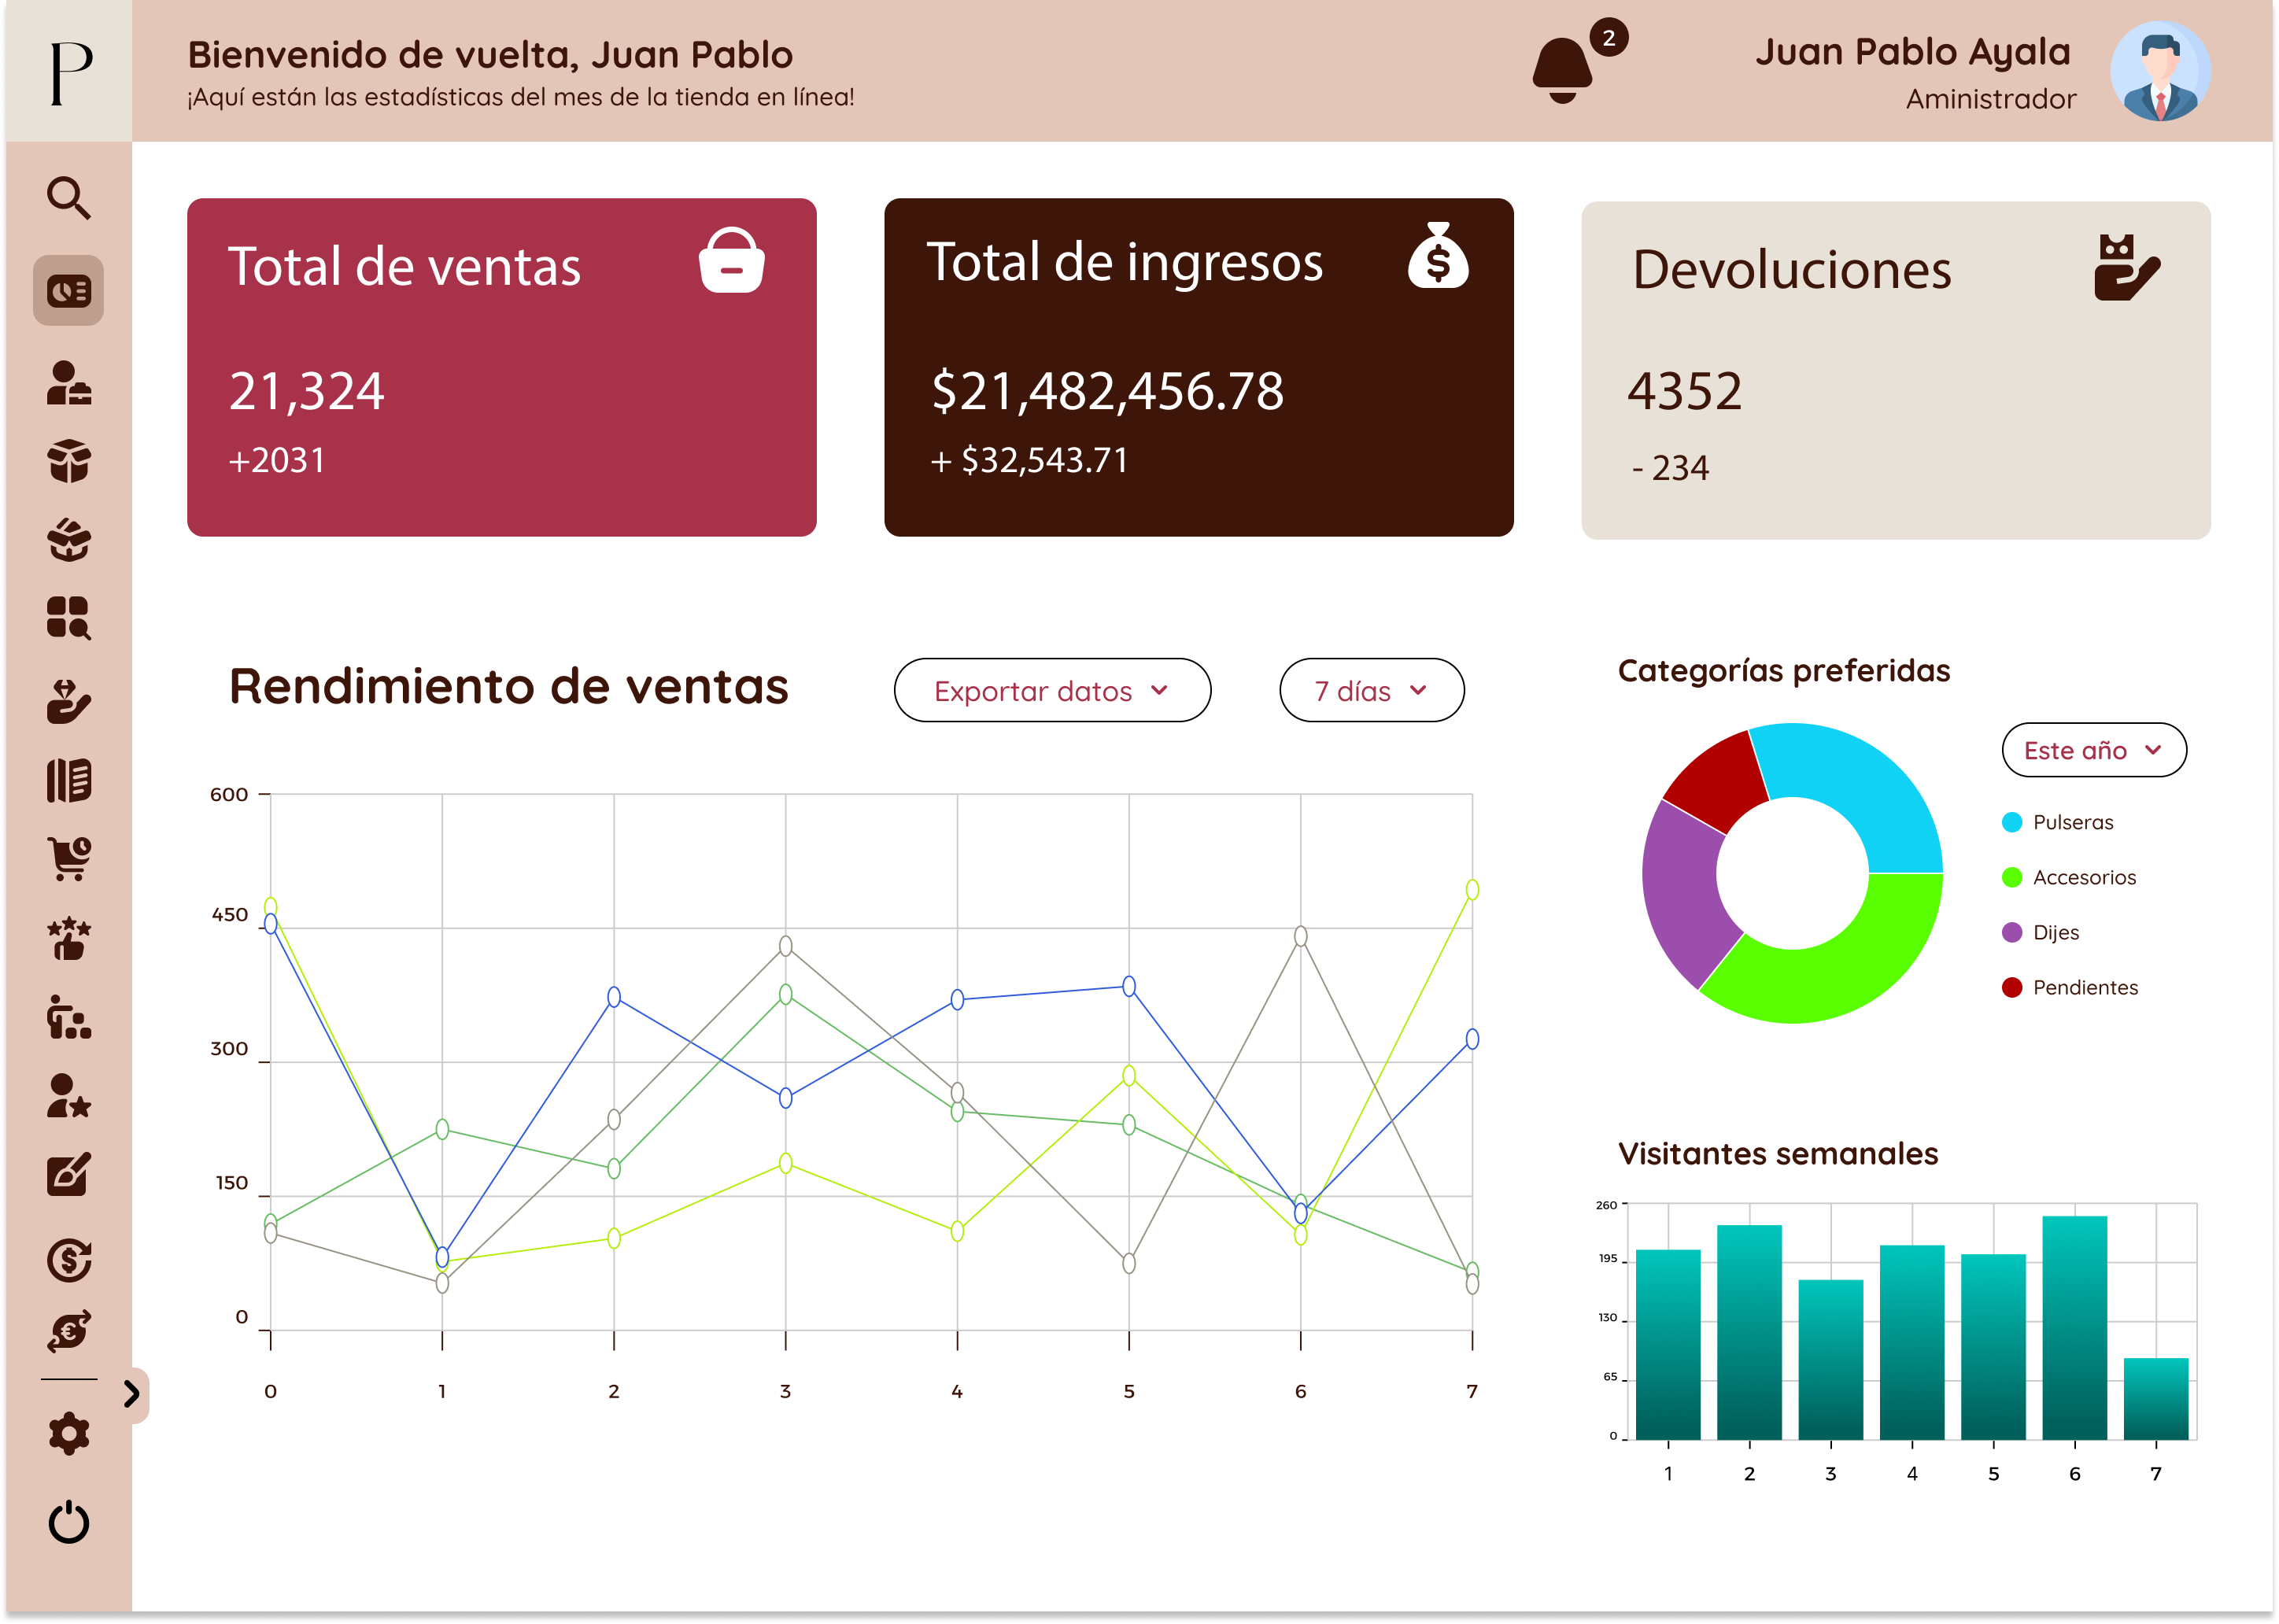 P
Bienvenido de vuelta, Juan Pablo
¡Aquí están las estadísticas del mes de la tienda en línea!
2
Juan Pablo Ayala
Aministrador
Total de ventas
21,324
+2031
Total de ingresos
$
$21,482,456.78
+ $32,543.71
Devoluciones
4352
- 234
Rendimiento de ventas
Exportar datos
7 días
600
450
300
150
0
0 1 2 3 4 5 6 7
Categorías preferidas
Este año
Pulseras
Accesorios
Dijes
Pendientes
Visitantes semanales
260
195
130
65
0
1 2 3 4 5 6 7
$
€